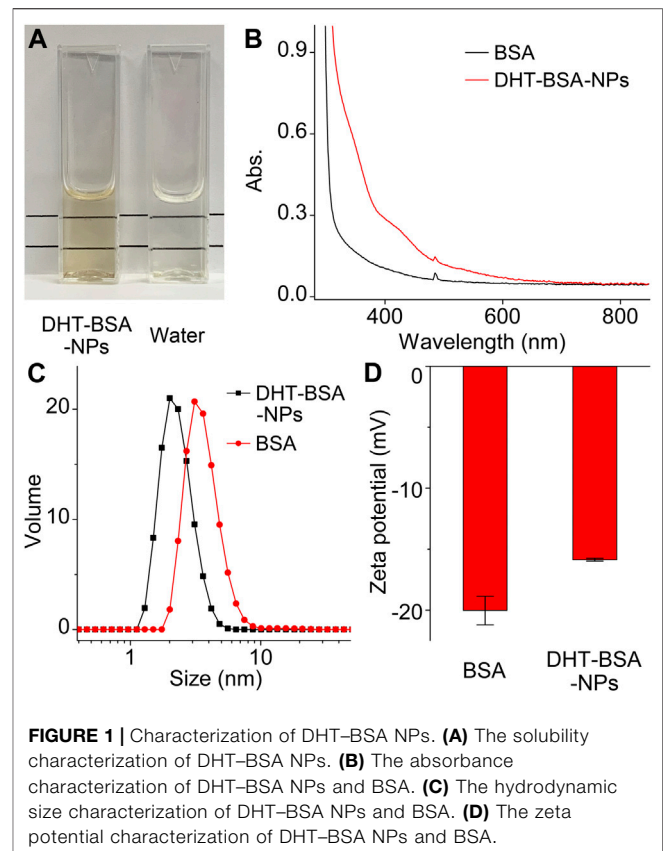 A
DHT-BSA
-NPs
Water
B
Abs.
0.9
0.6
0.3
0.0
BSA
DHT-BSA-NPs
400
600
800
Wavelength (nm)
C
Volume
20
10
0
DHT-BSA
-NPs
BSA
1
10
Size (nm)
D
Zeta potential (mV)
0
-10
-20
BSA
DHT-BSA
-NPs
FIGURE 1 | Characterization of DHT–BSA NPs. (A) The solubility
characterization of DHT–BSA NPs. (B) The absorbance
characterization of DHT–BSA NPs and BSA. (C) The hydrodynamic
size characterization of DHT–BSA NPs and BSA. (D) The zeta
potential characterization of DHT–BSA NPs and BSA.